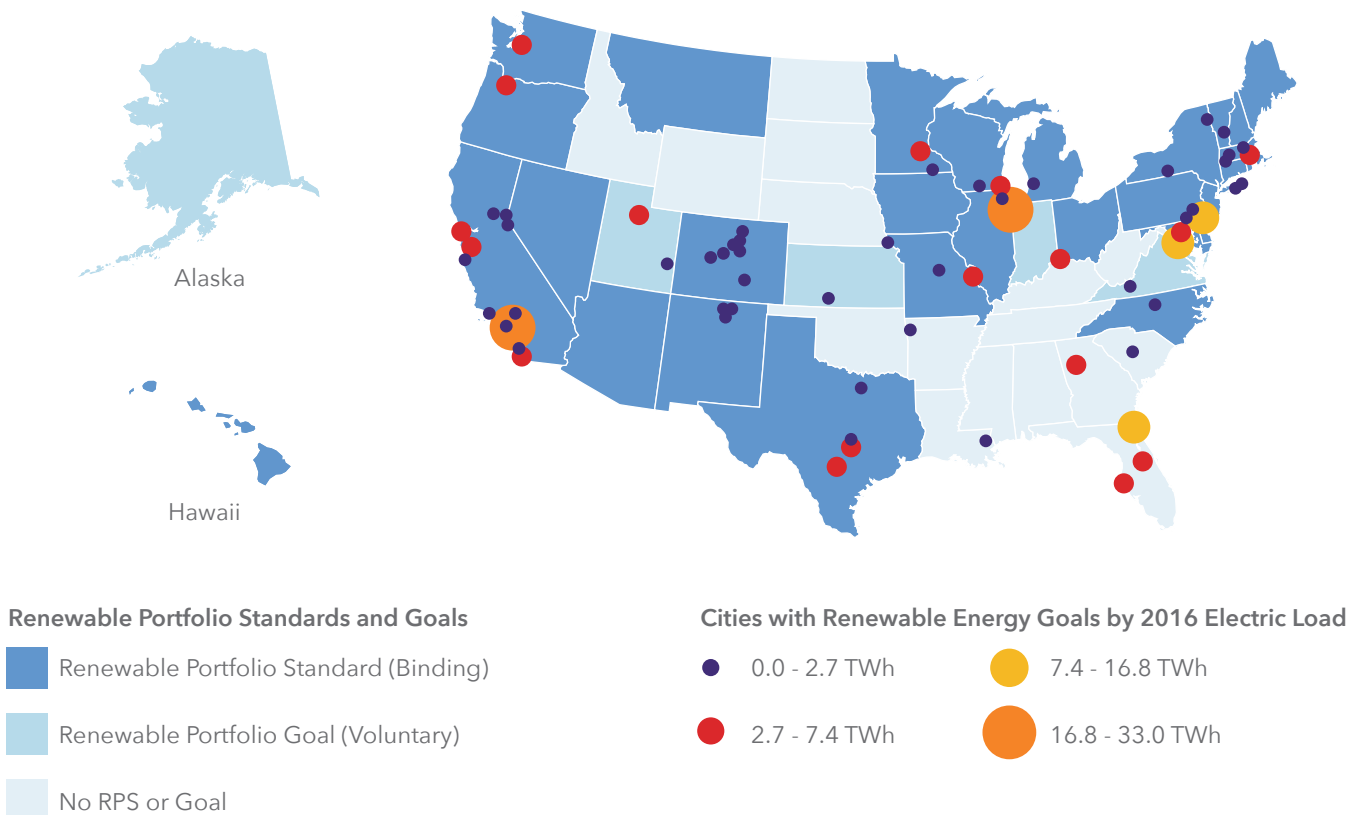 Alaska
Hawaii
Renewable Portfolio Standards and Goals
Renewable Portfolio Standard (Binding)
Renewable Portfolio Goal (Voluntary)
No RPS or Goal
Cities with Renewable Energy Goals by 2016 Electric Load
0.0 - 2.7 TWh
7.4 - 16.8 TWh
2.7 - 7.4 TWh
16.8 - 33.0 TWh